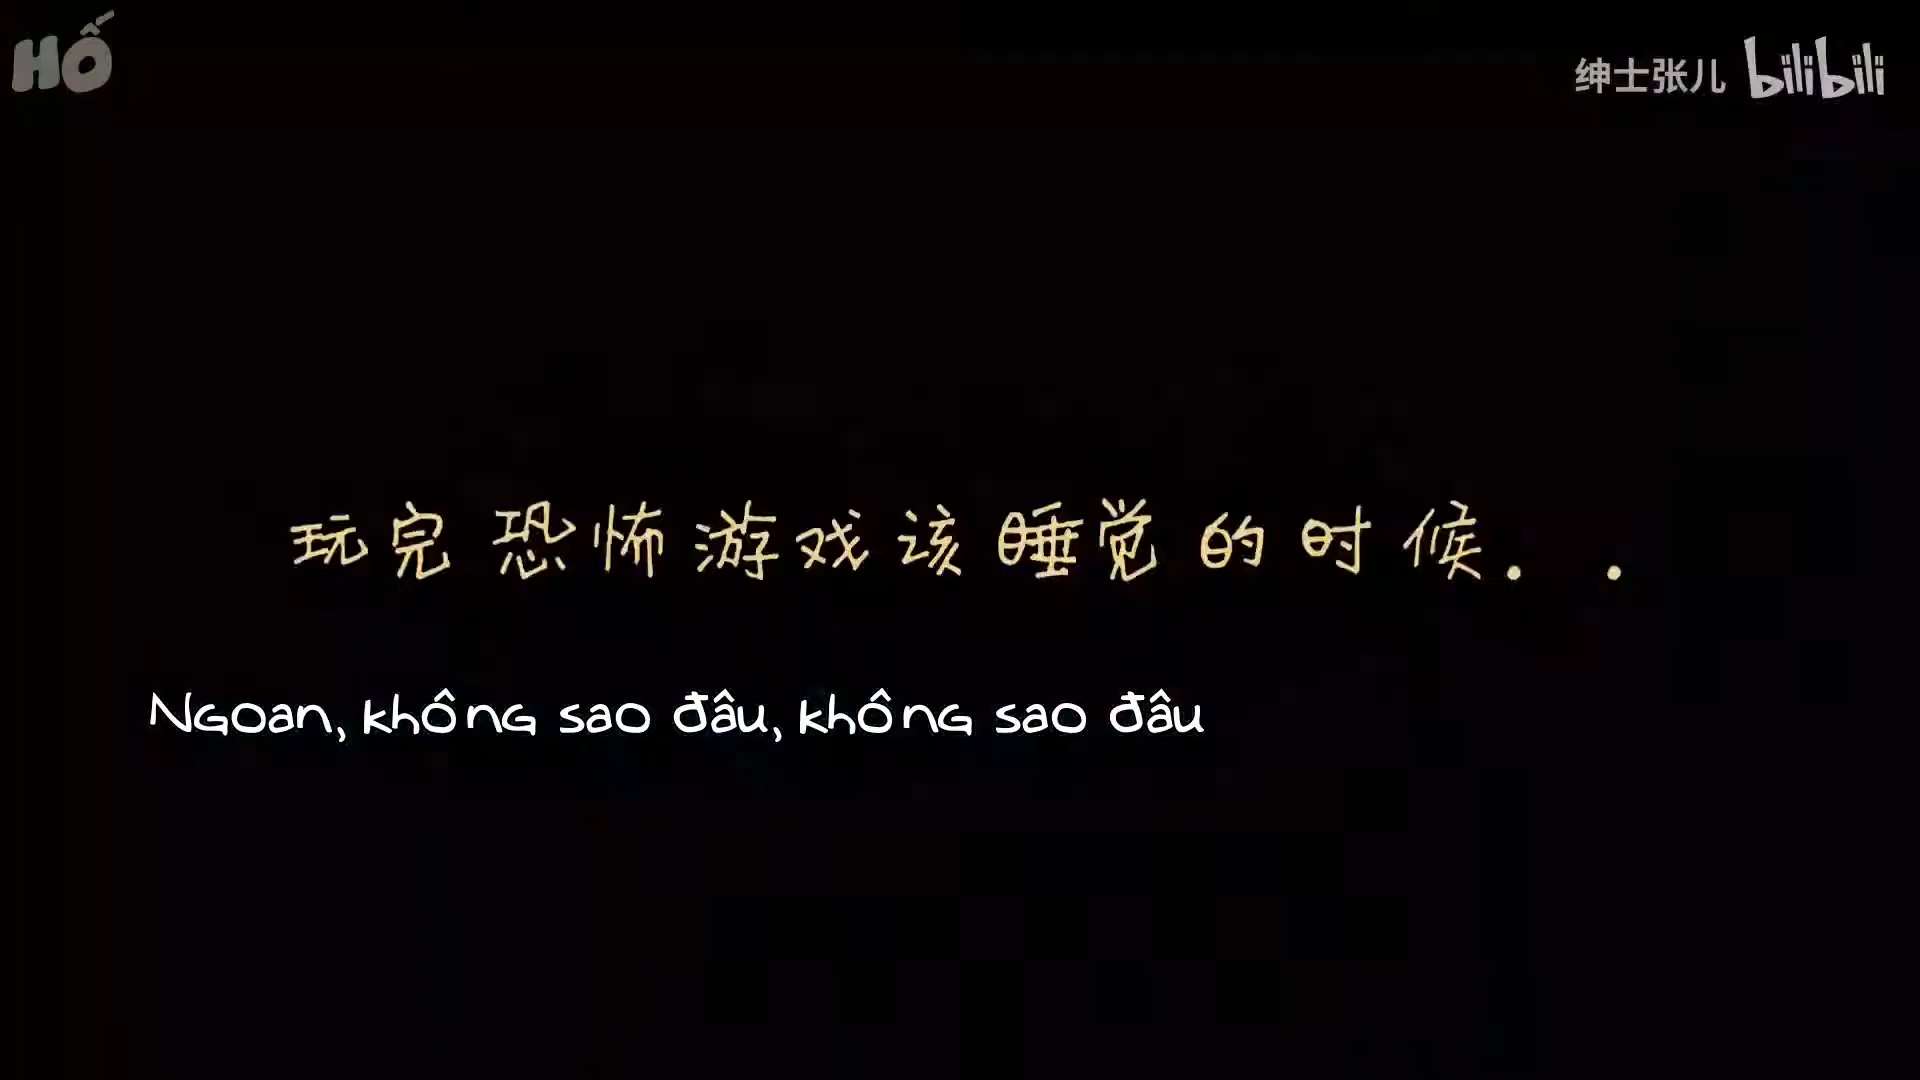 HỐ
绅士张儿 bilibili
玩完恐怖游戏该睡觉的时候. .
Ngoan, không sao đâu, không sao đâu